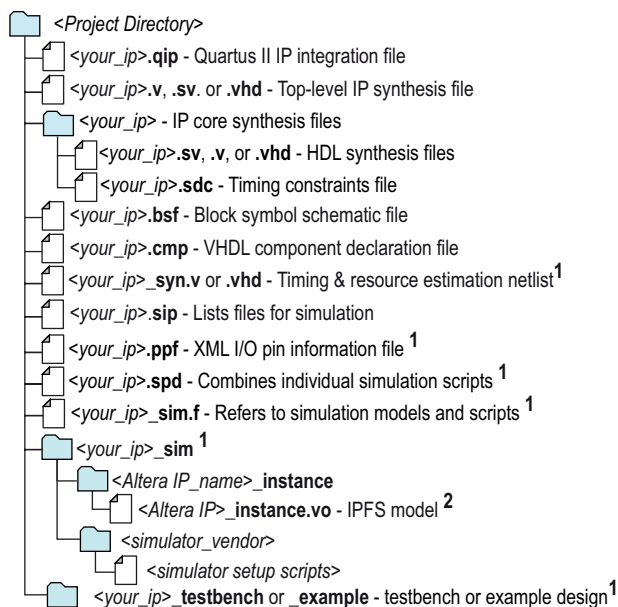 <Project Directory>
<your_ip>.qip - Quartus II IP integration file
<your_ip>.v, .sv. or .vhd - Top-level IP synthesis file
<your_ip> - IP core synthesis files
<your_ip>.sv, .v, or .vhd - HDL synthesis files
<your_ip>.sdc - Timing constraints file
<your_ip>.bsf - Block symbol schematic file
<your_ip>.cmp - VHDL component declaration file
<your_ip>_syn.v or .vhd - Timing & resource estimation netlist 1
<your_ip>.sip - Lists files for simulation
<your_ip>.ppf - XML I/O pin information file 1
<your_ip>.spd - Combines individual simulation scripts 1
<your_ip>_sim.f - Refers to simulation models and scripts 1
<your_ip>_sim 1
<Altera IP_name>_instance
<Altera IP>_instance.vo - IPFS model 2
<simulator_vendor>
<simulator setup scripts>
<your_ip>_testbench or _example - testbench or example design 1